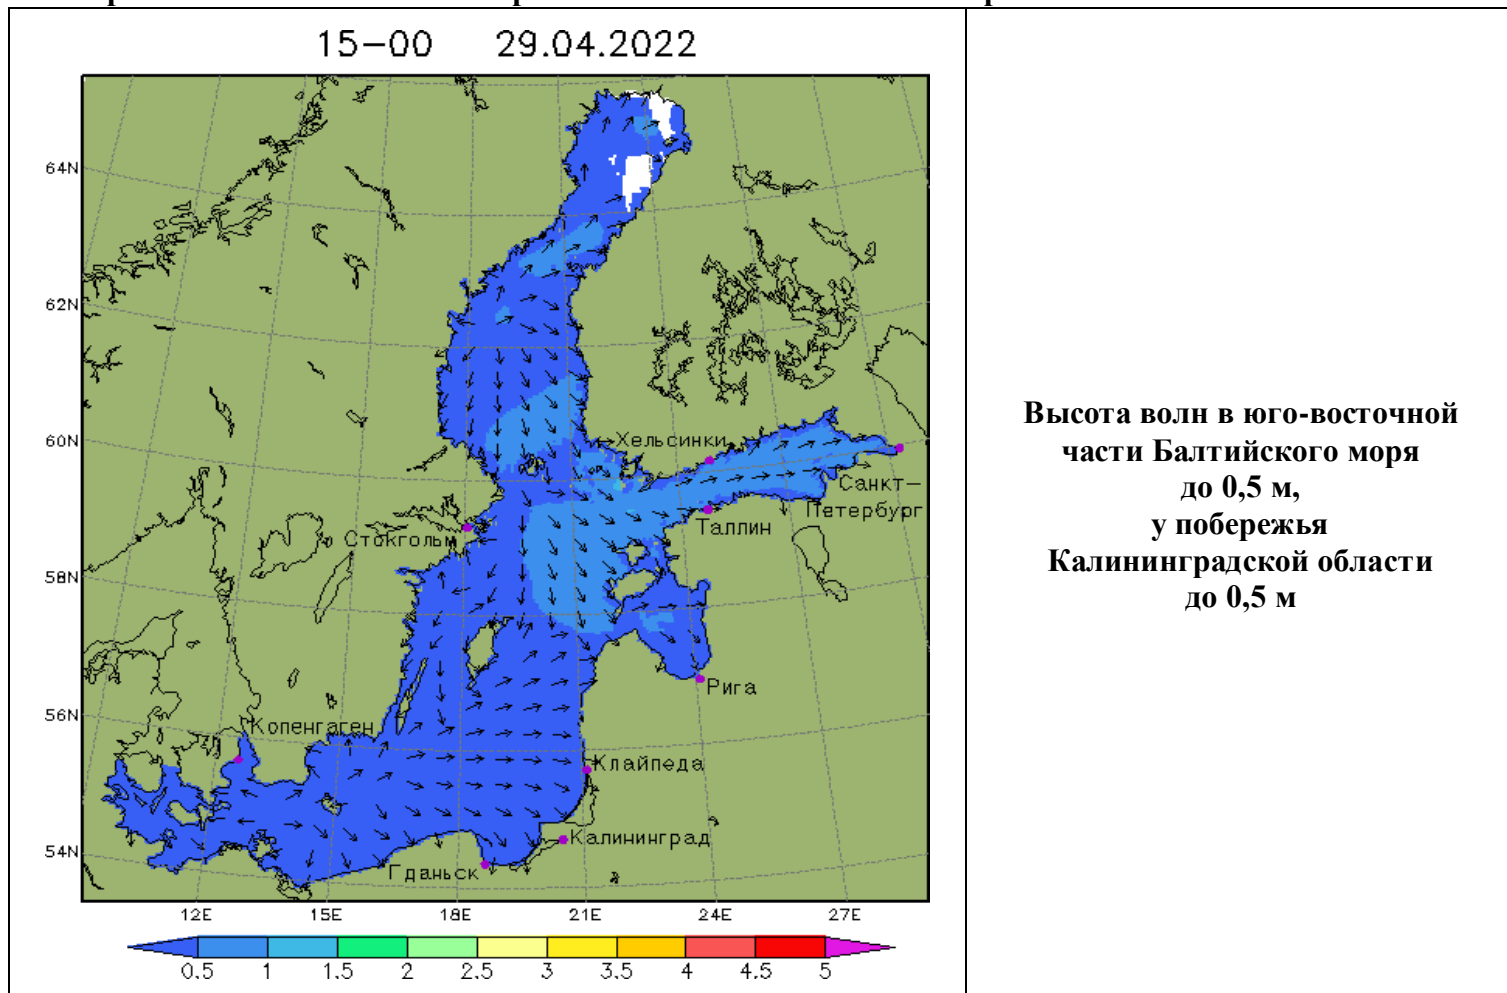 15-00 29.04.2022
64N
62N
60N
58N
56N
54N
Хельсинки
Санкт-
Петербург
Таллин
Стокгольм
Рига
Копенгаген
Клайпеда
Калининград
Гданьск
12E 15E 18E 21E 24E 27E
0.5 1 1.5 2 2.5 3 3.5 4 4.5 5
Высота волн в юго-восточной
части Балтийского моря
до 0,5 м,
у побережья
Калининградской области
до 0,5 м